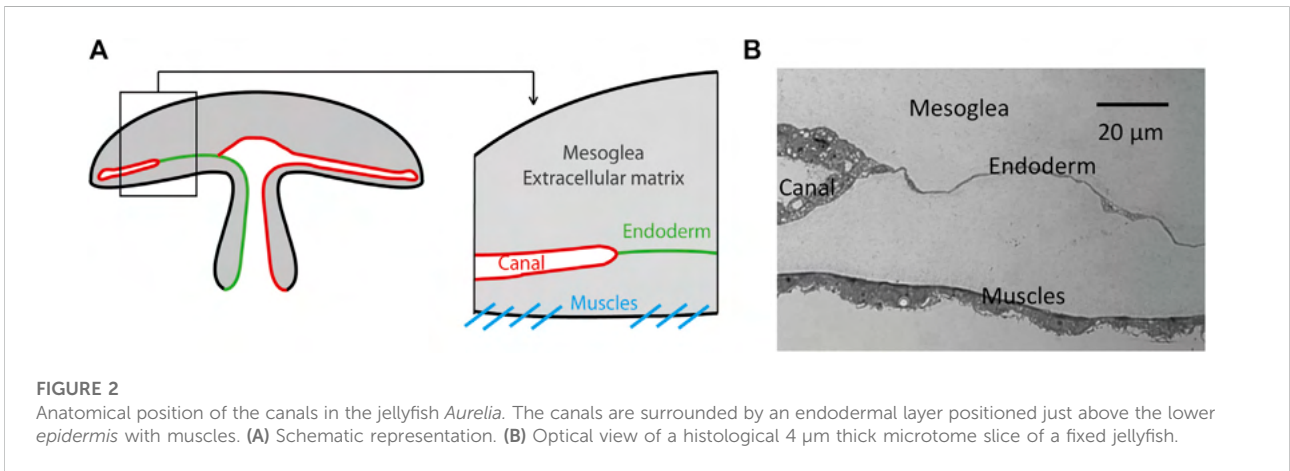 A
Mesoglea
Extracellular matrix
Endoderm
Canal
Muscles
B
Mesoglea
20 µm
Endoderm
Canal
Muscles
FIGURE 2
Anatomical position of the canals in the jellyfish Aurelia. The canals are surrounded by an endodermal layer positioned just above the lower
epidermis with muscles. (A) Schematic representation. (B) Optical view of a histological 4 µm thick microtome slice of a fixed jellyfish.